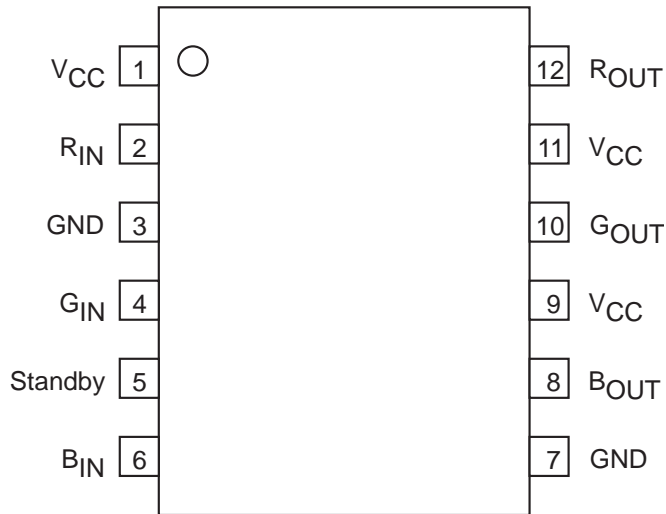 VCC 1 12 ROUT
RIN 2 11 VCC
GND 3 10 GOUT
GIN 4 9 VCC
Standby 5 8 BOUT
BIN 6 7 GND